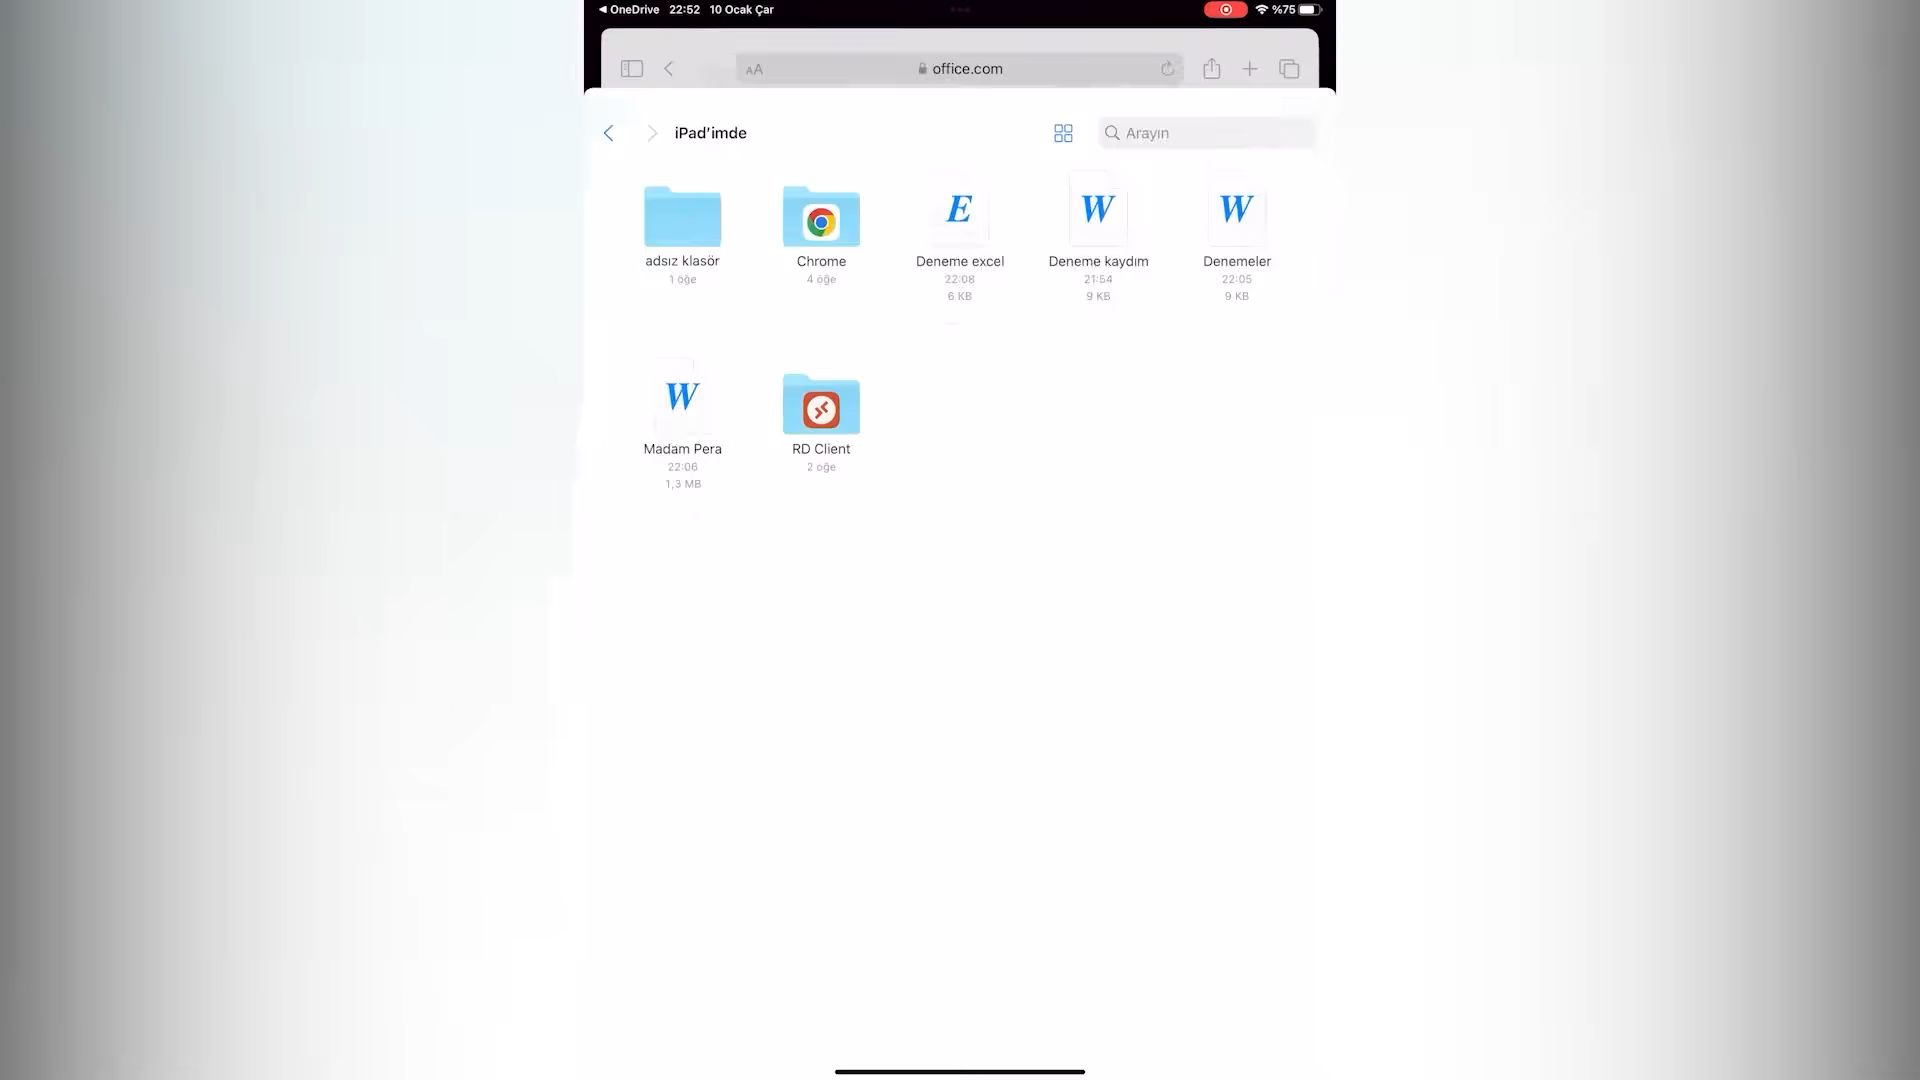 ◀ OneDrive 22:52 10 Ocak Çar %75
AA office.com
iPad'imde Arayın
E W W
adsız klasör Chrome Deneme excel Deneme kaydım Denemeler
1 öğe 4 öğe 22:08 21:54 22:05
6 KB 9 KB 9 KB
W
Madam Pera RD Client
22:06 2 öğe
1,3 MB